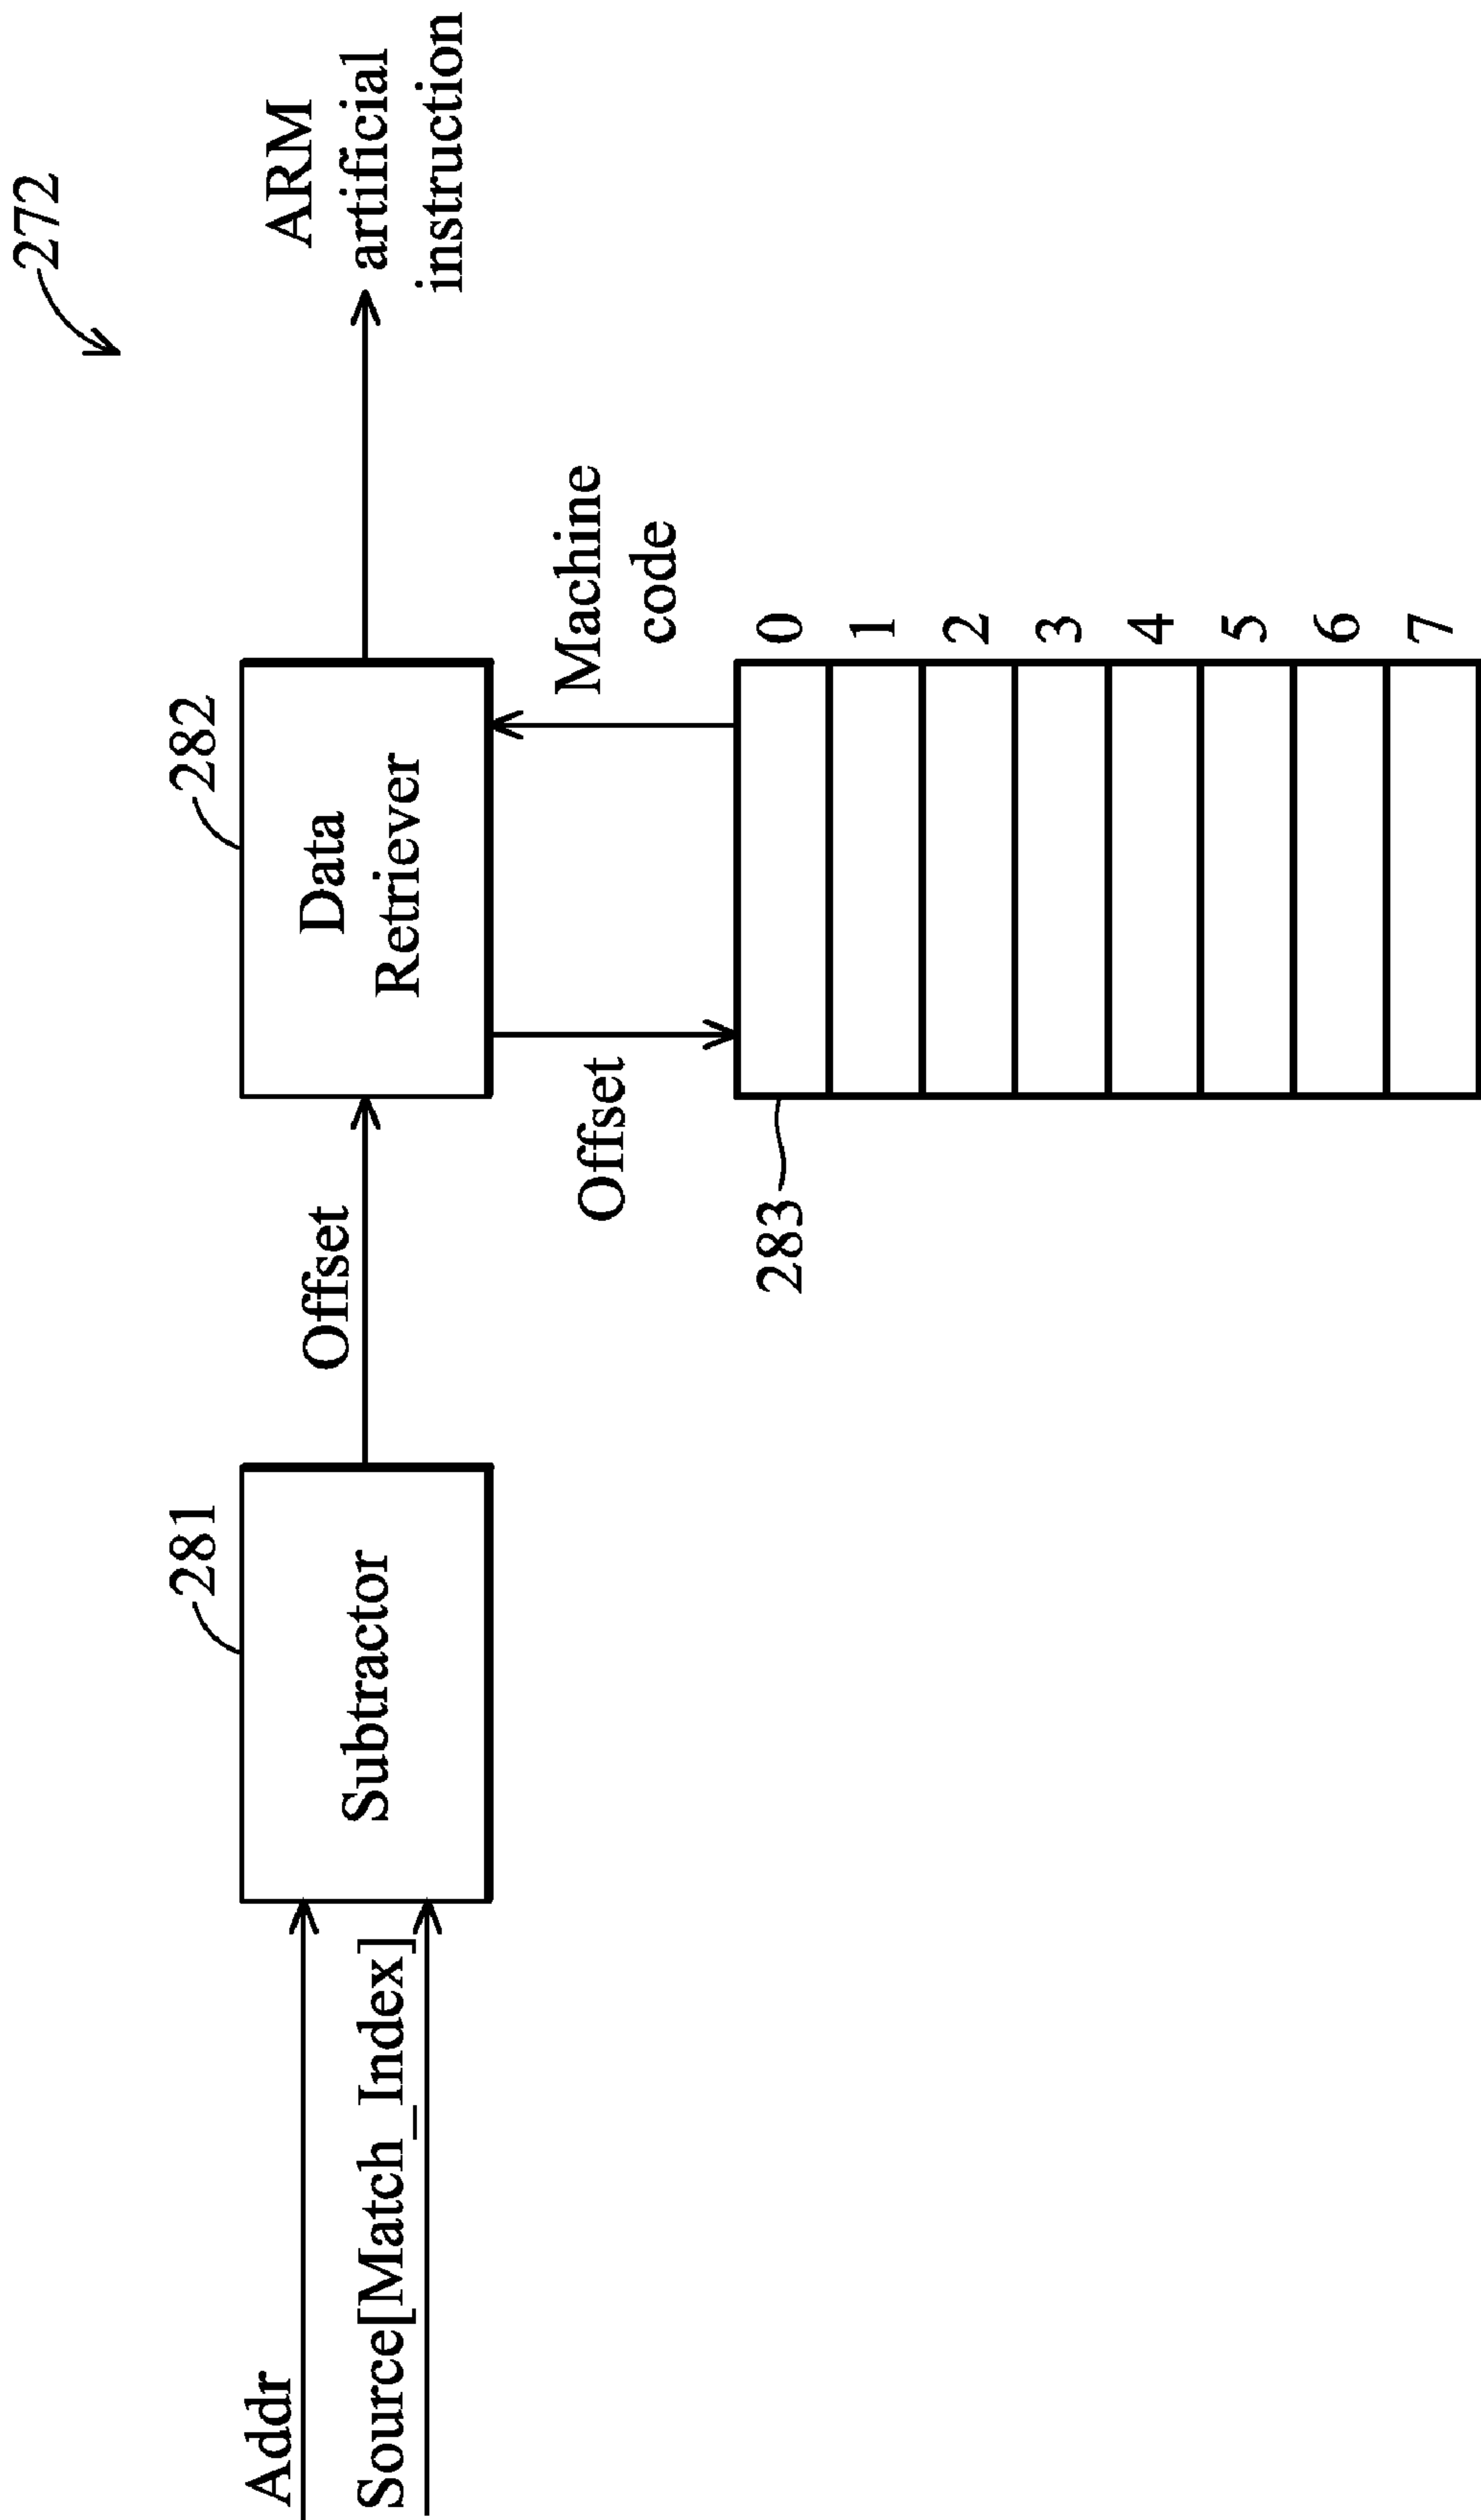 272
Addr
Source[Match_Index]
281
Subtractor
Offset
282
Data
Retriever
ARM
artificial
instruction
Offset
Machine
code
283
0
1
2
3
4
5
6
7